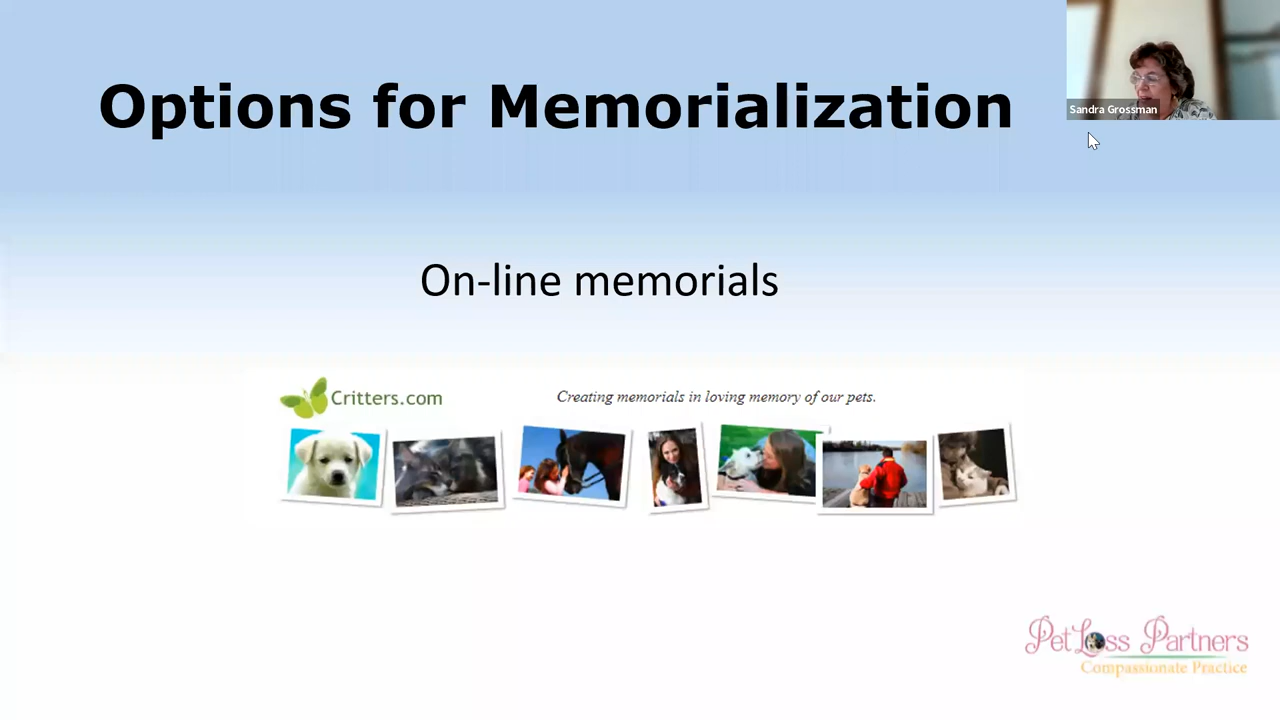 Options for Memorialization
Sandra Grossman
On-line memorials
Critters.com
Creating memorials in loving memory of our pets.
Pet Loss Partners
Compassionate Practice